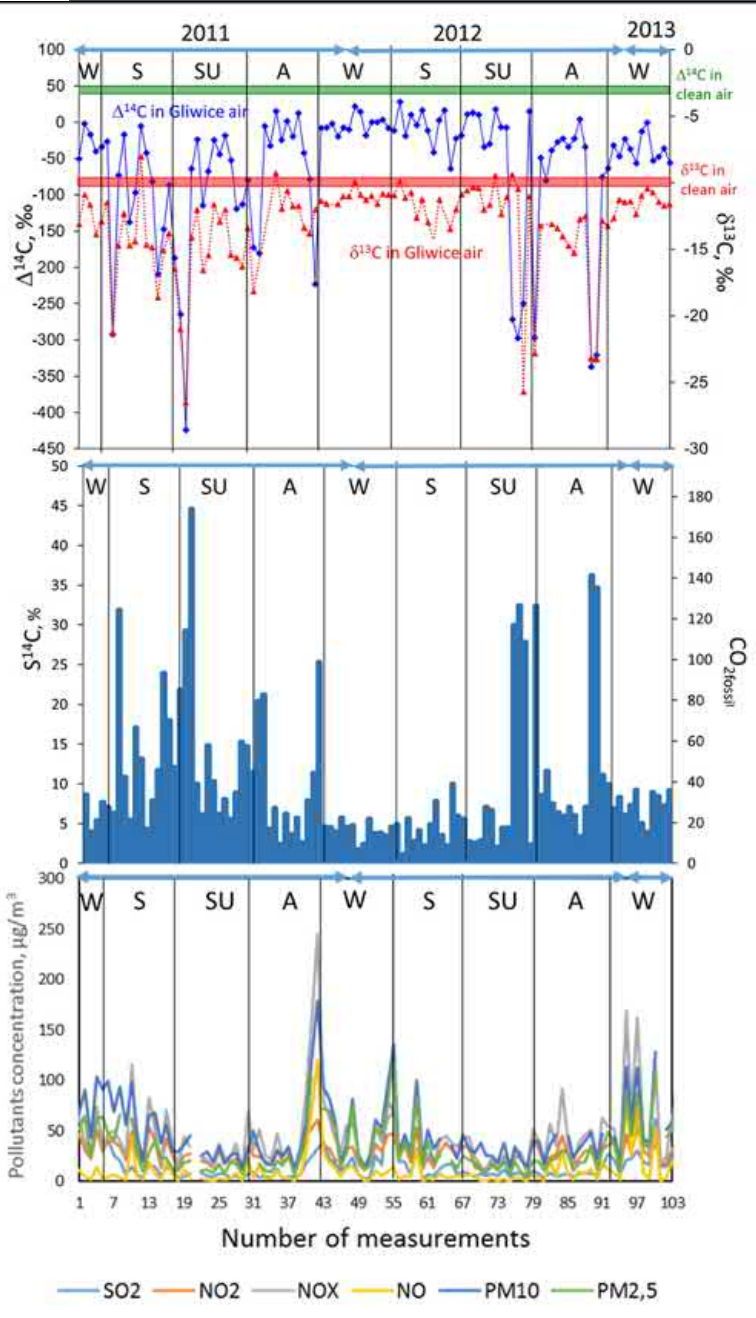 2011 2012 2013
100 0
W S SU A W S SU A W
50
Δ¹⁴C in
clean air
Δ¹⁴C in Gliwice air
0 -5
-50
δ¹³C in
clean air
-100
-150 -15
δ¹³C in Gliwice air
-200
-250 -20
-300
-350 -25
-400
-450 -30
Δ¹⁴C, ‰
δ¹³C, ‰
50
W S SU A W S SU A W
45 180
40 160
35 140
30 120
25 100
20 80
15 60
10 40
5 20
0 0
S¹⁴C, %
CO₂fossil
300
W S SU A W S SU A W
250
200
150
100
50
0
Pollutants concentration, µg/m³
1 7 13 19 25 31 37 43 49 55 61 67 73 79 85 91 97 103
Number of measurements
SO2 NO2 NOX NO PM10 PM2,5